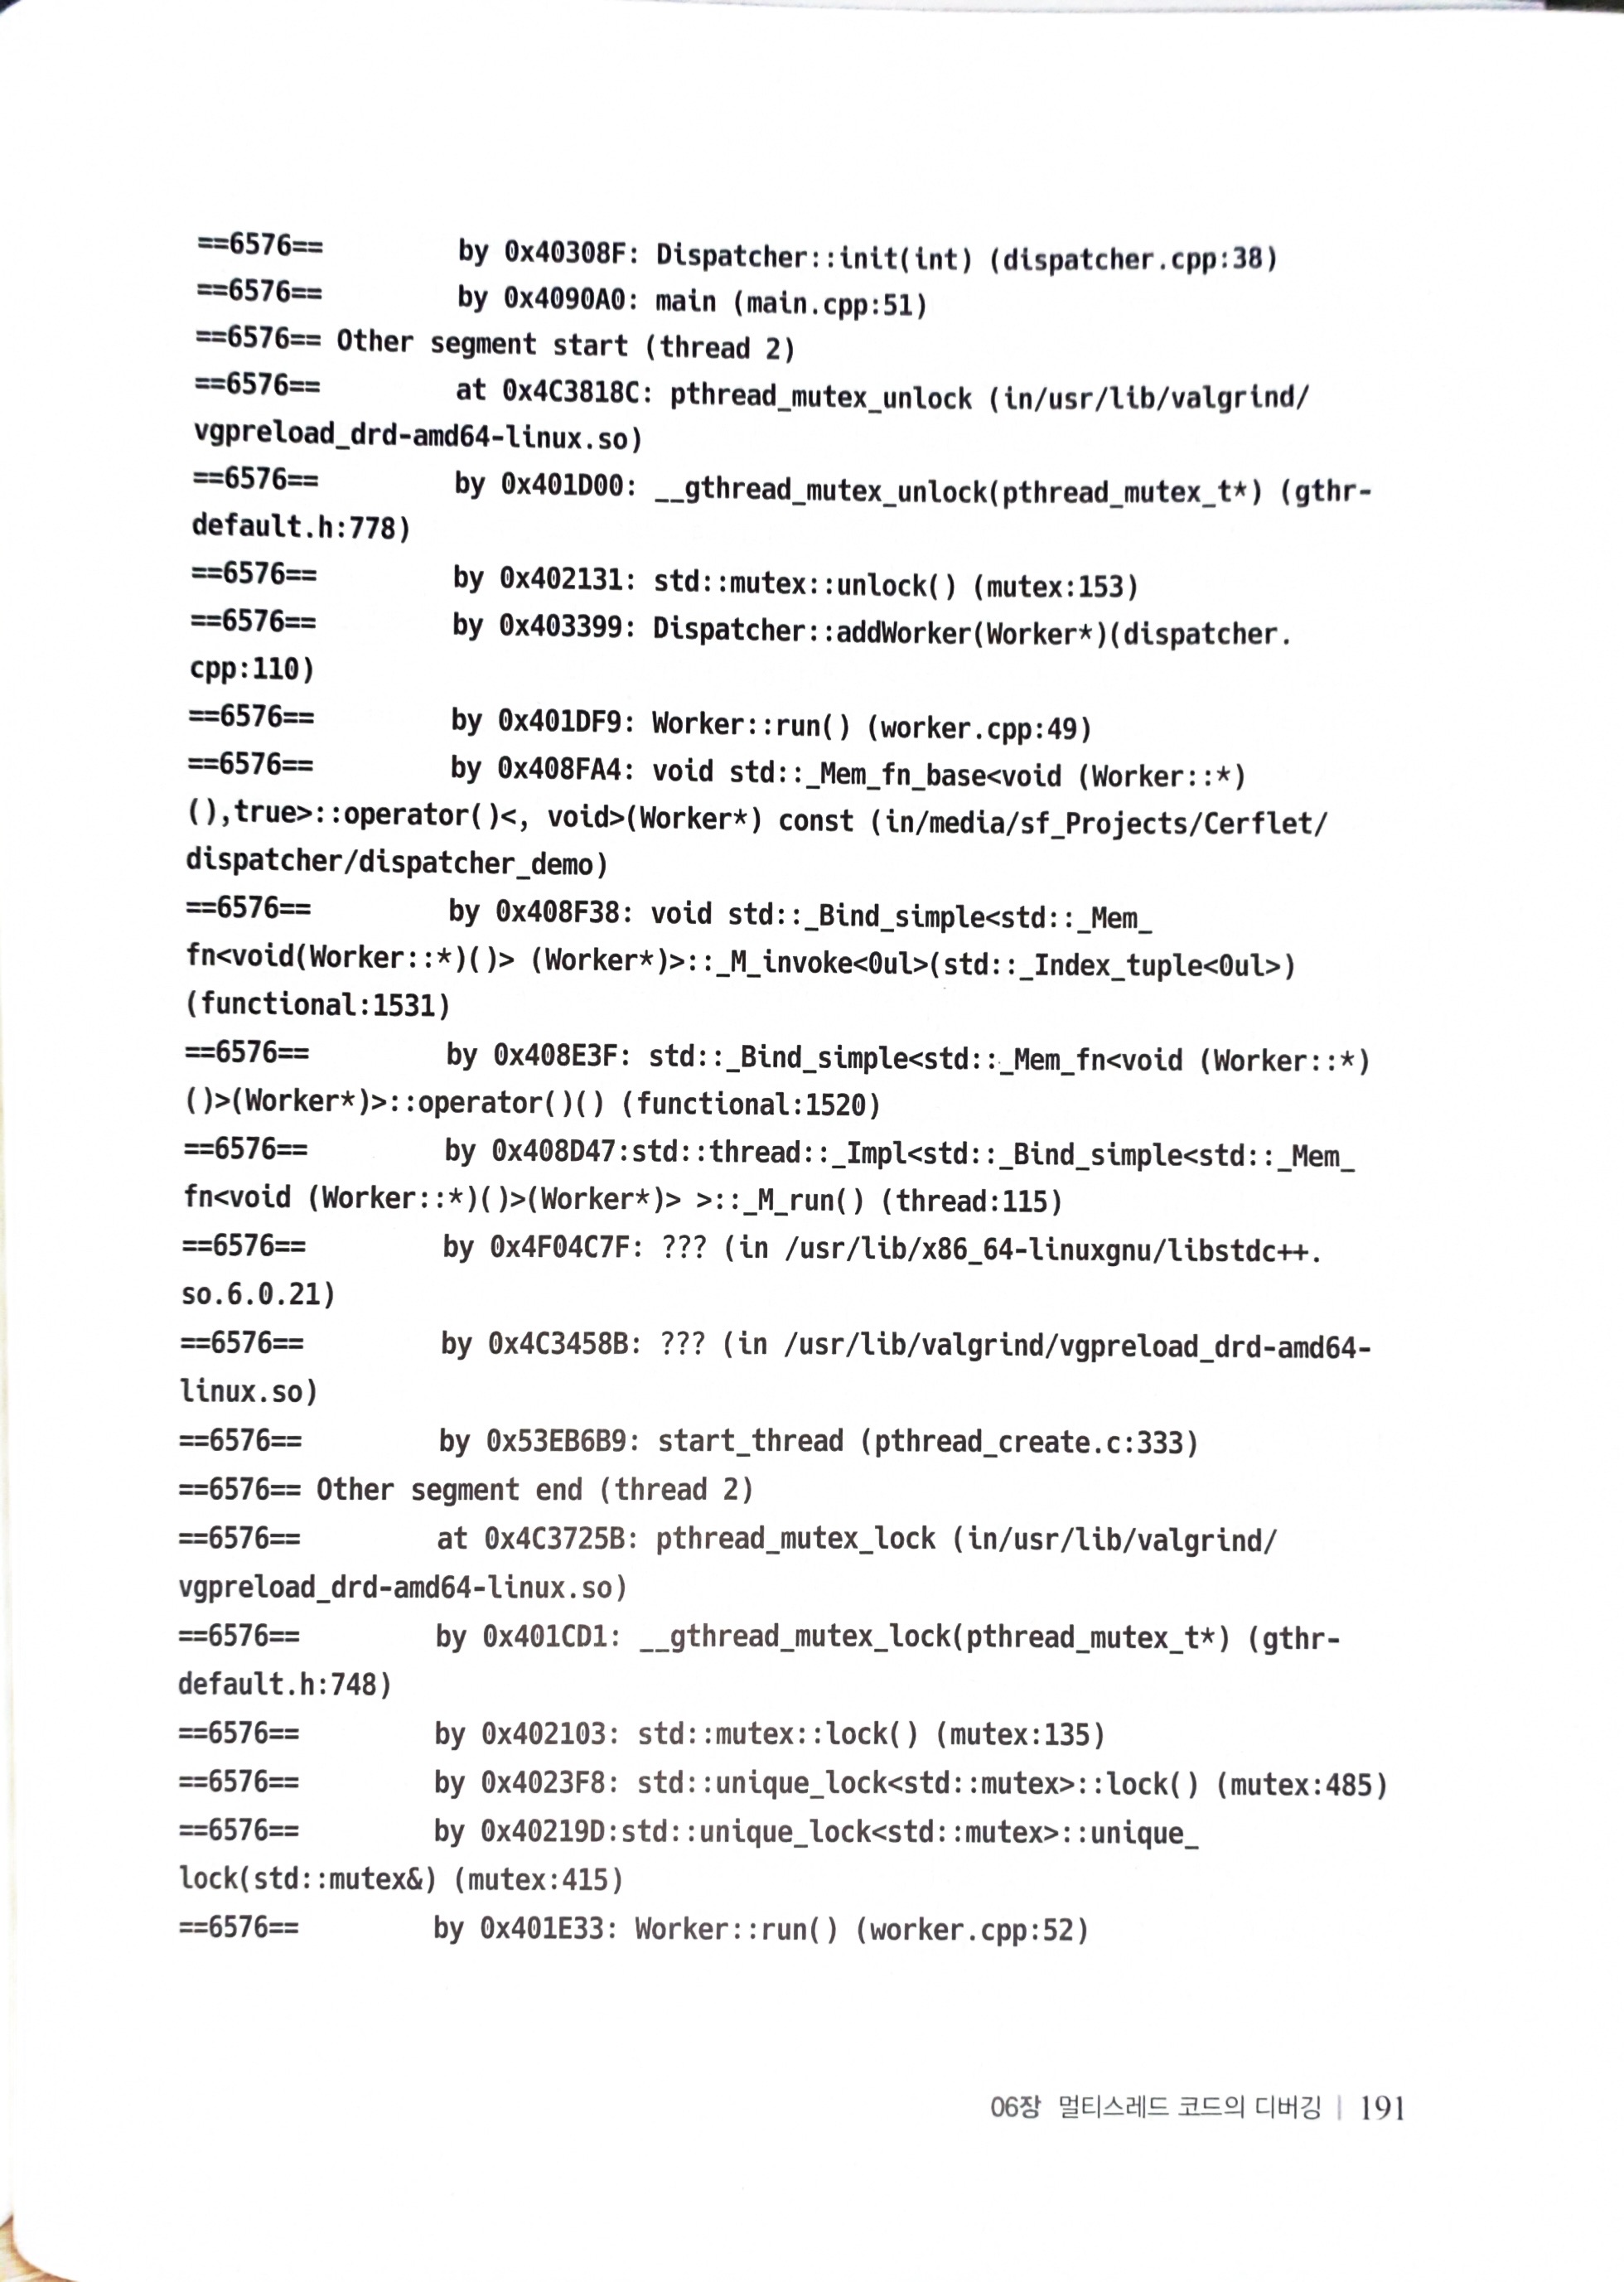 ==6576==         by 0x40308F: Dispatcher::init(int) (dispatcher.cpp:38)
==6576==         by 0x4090A0: main (main.cpp:51)
==6576== Other segment start (thread 2)
==6576==         at 0x4C3818C: pthread_mutex_unlock (in/usr/lib/valgrind/
vgpreload_drd-amd64-linux.so)
==6576==         by 0x401D00: __gthread_mutex_unlock(pthread_mutex_t*) (gthr-
default.h:778)
==6576==         by 0x402131: std::mutex::unlock() (mutex:153)
==6576==         by 0x403399: Dispatcher::addWorker(Worker*)(dispatcher.
cpp:110)
==6576==         by 0x401DF9: Worker::run() (worker.cpp:49)
==6576==         by 0x408FA4: void std::_Mem_fn_base<void (Worker::*)
(),true>::operator()<, void>(Worker*) const (in/media/sf_Projects/Cerflet/
dispatcher/dispatcher_demo)
==6576==         by 0x408F38: void std::_Bind_simple<std::_Mem_
fn<void(Worker::*)()> (Worker*)>::_M_invoke<0ul>(std::_Index_tuple<0ul>)
(functional:1531)
==6576==         by 0x408E3F: std::_Bind_simple<std::_Mem_fn<void (Worker::*)
()>(Worker*)>::operator()() (functional:1520)
==6576==         by 0x408D47:std::thread::_Impl<std::_Bind_simple<std::_Mem_
fn<void (Worker::*)()>(Worker*)> >::_M_run() (thread:115)
==6576==         by 0x4F04C7F: ??? (in /usr/lib/x86_64-linuxgnu/libstdc++.
so.6.0.21)
==6576==         by 0x4C3458B: ??? (in /usr/lib/valgrind/vgpreload_drd-amd64-
linux.so)
==6576==         by 0x53EB6B9: start_thread (pthread_create.c:333)
==6576== Other segment end (thread 2)
==6576==         at 0x4C3725B: pthread_mutex_lock (in/usr/lib/valgrind/
vgpreload_drd-amd64-linux.so)
==6576==         by 0x401CD1: __gthread_mutex_lock(pthread_mutex_t*) (gthr-
default.h:748)
==6576==         by 0x402103: std::mutex::lock() (mutex:135)
==6576==         by 0x4023F8: std::unique_lock<std::mutex>::lock() (mutex:485)
==6576==         by 0x40219D:std::unique_lock<std::mutex>::unique_
lock(std::mutex&) (mutex:415)
==6576==         by 0x401E33: Worker::run() (worker.cpp:52)
06장 멀티스레드 코드의 디버깅 | 191